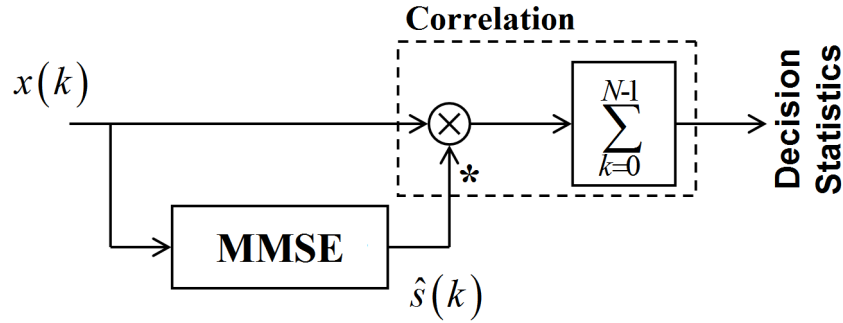 Correlation
x(k)
×
N-1
∑
k=0
*
MMSE
ŝ(k)
Decision
Statistics